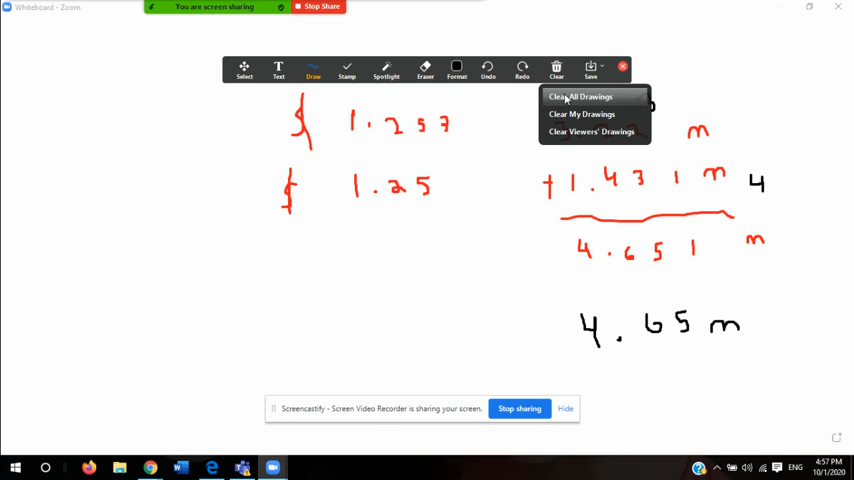 Whiteboard - Zoom
You are screen sharing
Stop Share
Select
Text
Draw
Stamp
Spotlight
Eraser
Format
Undo
Redo
Clear
Save
Clear All Drawings
Clear My Drawings
Clear Viewers' Drawings
$ 1.257
$ 1.25
m
+ 1.431 m 4
4.651 m
4.65 m
Screencastify - Screen Video Recorder is sharing your screen.
Stop sharing
Hide
ENG
4:57 PM
10/1/2020